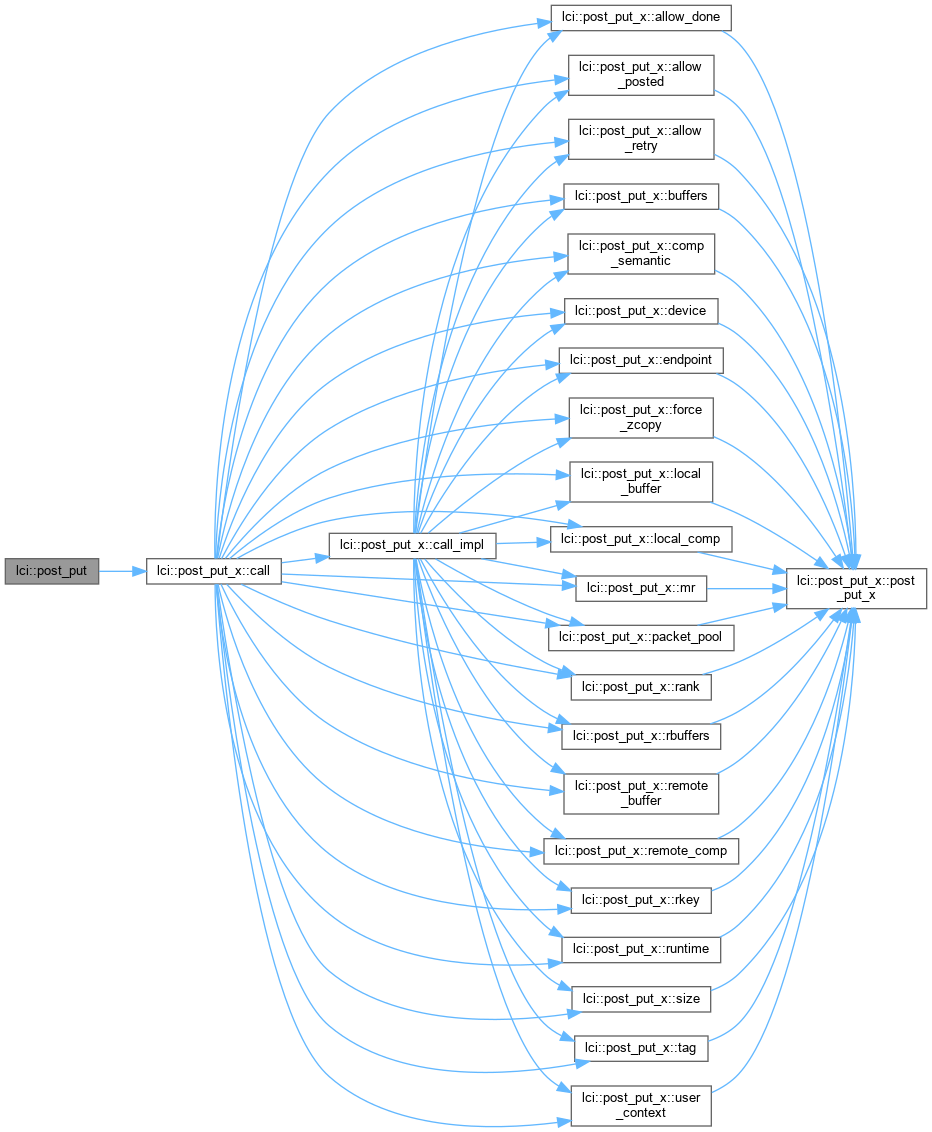 lci::post_put
lci::post_put_x::call
lci::post_put_x::call_impl
lci::post_put_x::allow_done
lci::post_put_x::allow
_posted
lci::post_put_x::allow
_retry
lci::post_put_x::buffers
lci::post_put_x::comp
_semantic
lci::post_put_x::device
lci::post_put_x::endpoint
lci::post_put_x::force
_zcopy
lci::post_put_x::local
_buffer
lci::post_put_x::local_comp
lci::post_put_x::mr
lci::post_put_x::packet_pool
lci::post_put_x::rank
lci::post_put_x::rbuffers
lci::post_put_x::remote
_buffer
lci::post_put_x::remote_comp
lci::post_put_x::rkey
lci::post_put_x::runtime
lci::post_put_x::size
lci::post_put_x::tag
lci::post_put_x::user
_context
lci::post_put_x::post
_put_x